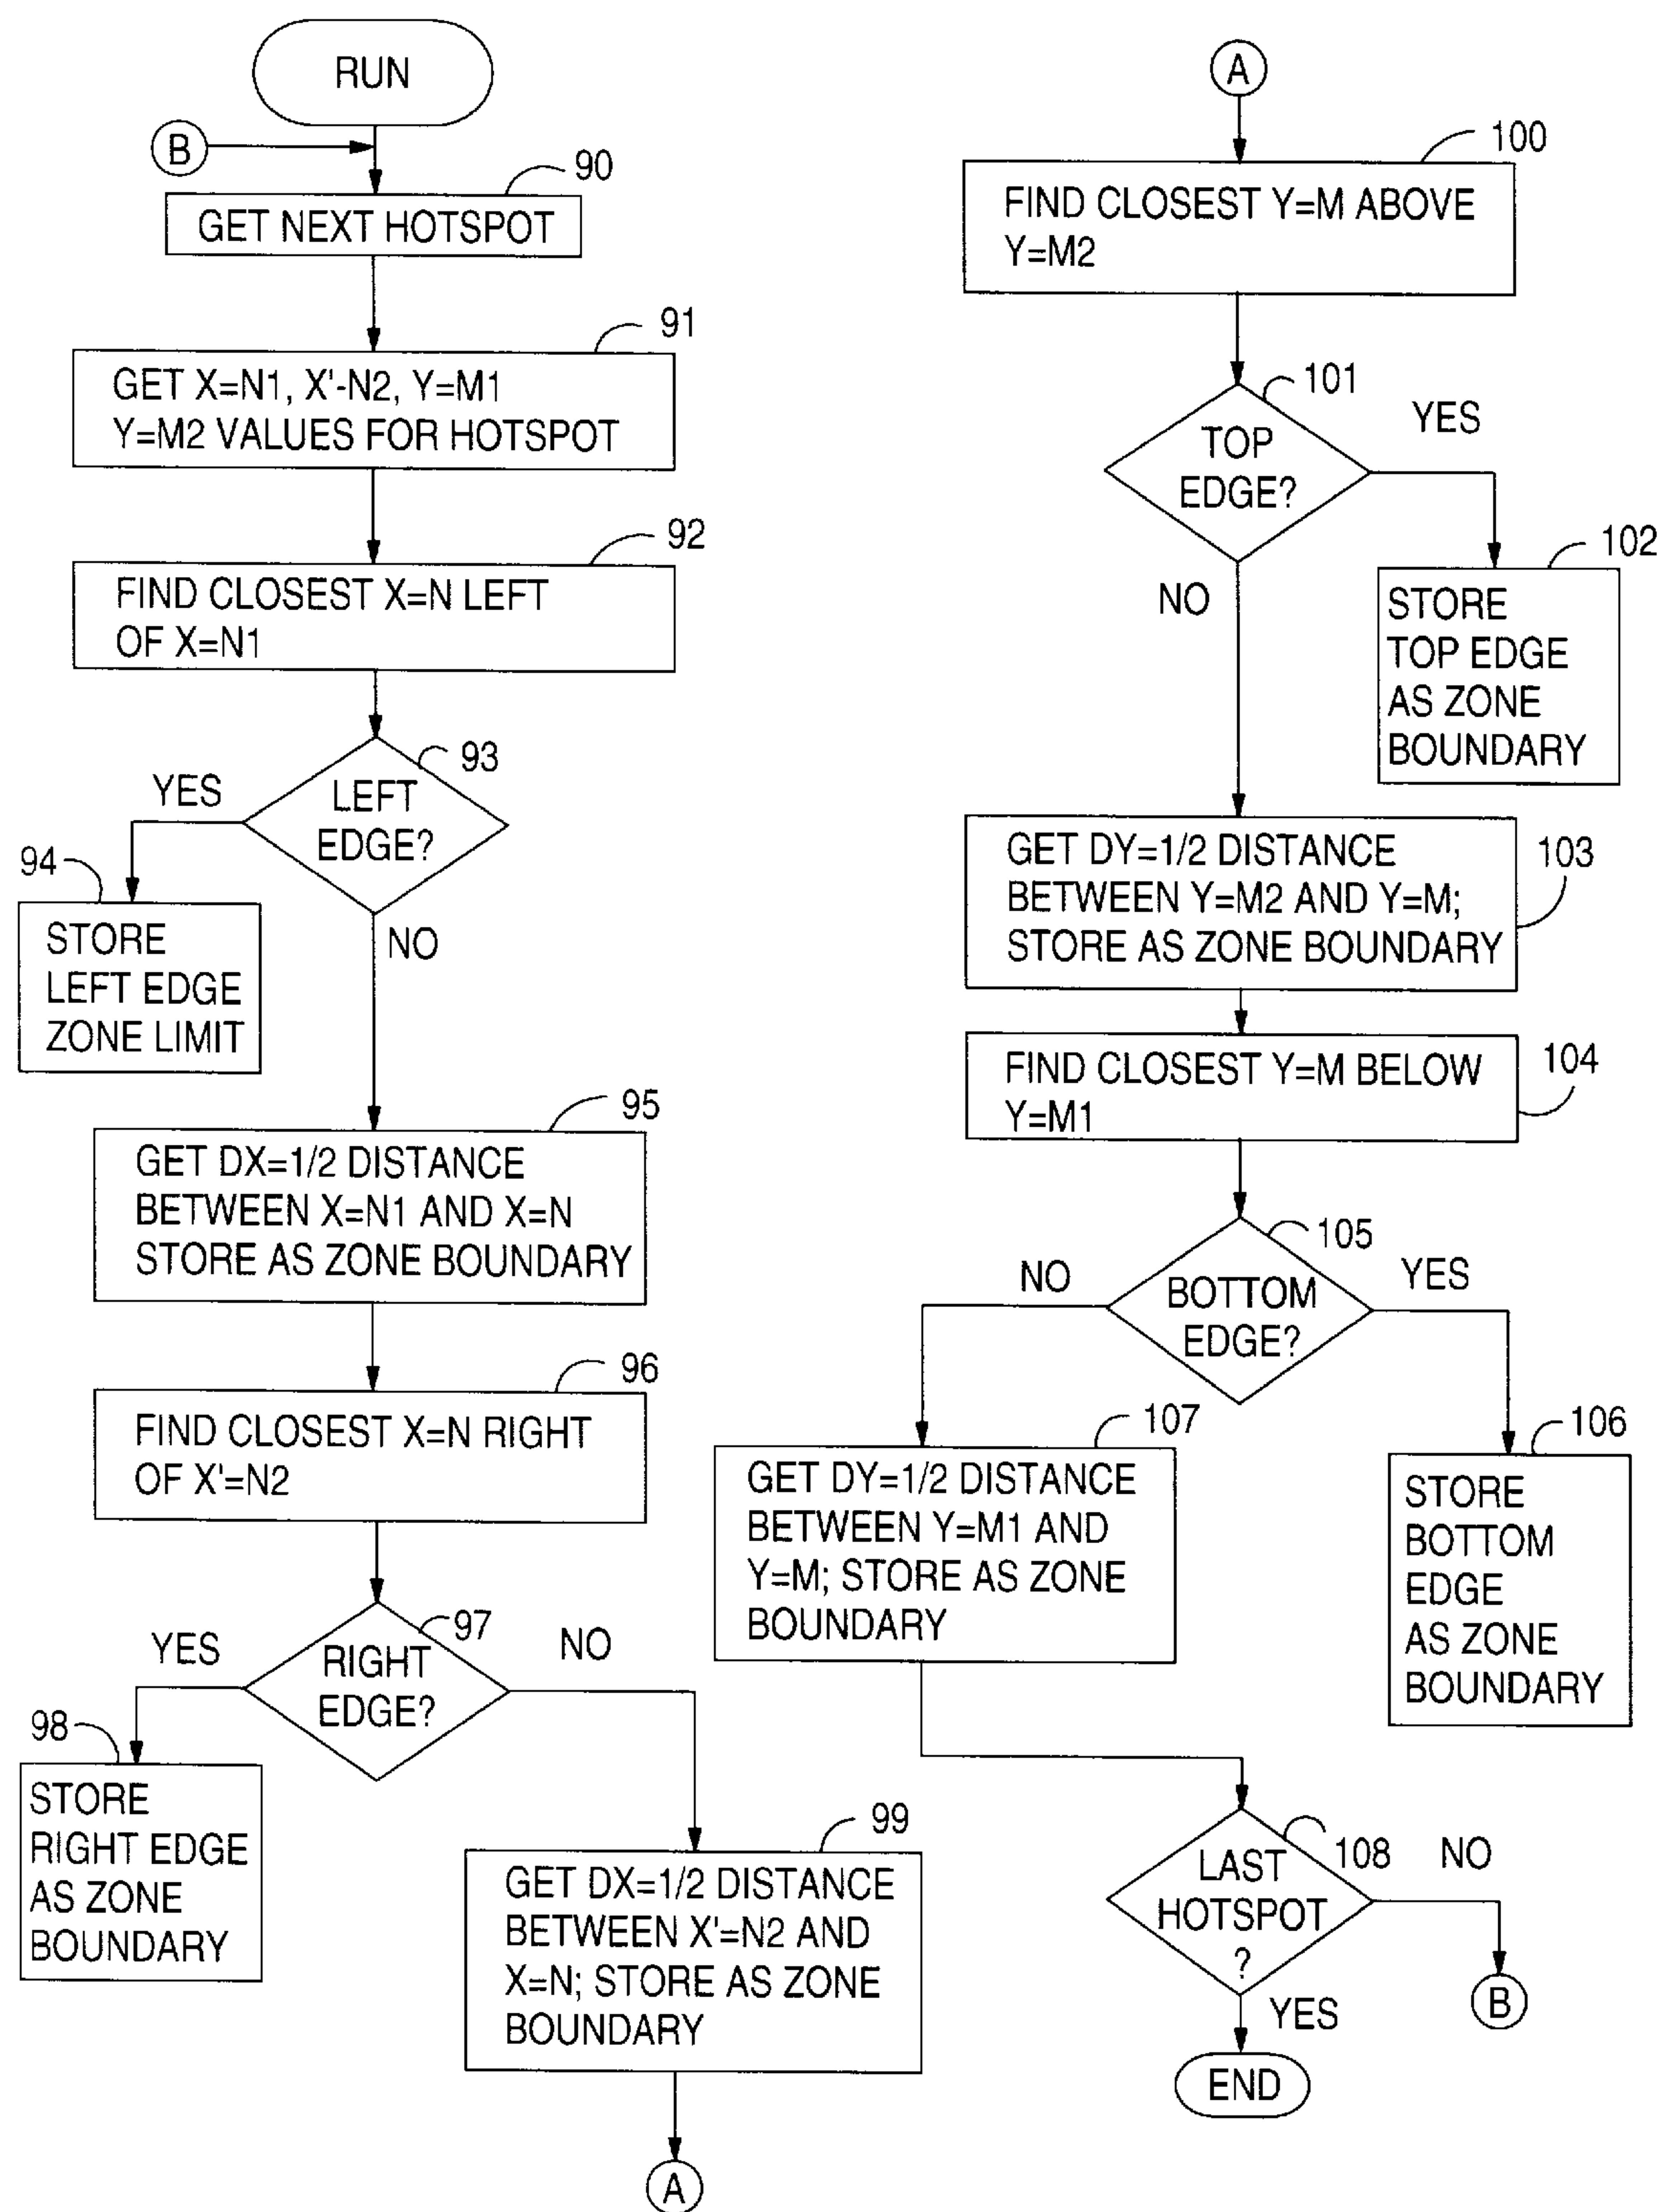 RUN
B
90
GET NEXT HOTSPOT
91
GET X=N1, X'-N2, Y=M1
Y=M2 VALUES FOR HOTSPOT
92
FIND CLOSEST X=N LEFT
OF X=N1
93
LEFT
EDGE?
YES
NO
94
STORE
LEFT EDGE
ZONE LIMIT
95
GET DX=1/2 DISTANCE
BETWEEN X=N1 AND X=N
STORE AS ZONE BOUNDARY
96
FIND CLOSEST X=N RIGHT
OF X'=N2
97
RIGHT
EDGE?
YES
NO
98
STORE
RIGHT EDGE
AS ZONE
BOUNDARY
99
GET DX=1/2 DISTANCE
BETWEEN X'=N2 AND
X=N; STORE AS ZONE
BOUNDARY
A
A
100
FIND CLOSEST Y=M ABOVE
Y=M2
101
TOP
EDGE?
YES
NO
102
STORE
TOP EDGE
AS ZONE
BOUNDARY
103
GET DY=1/2 DISTANCE
BETWEEN Y=M2 AND Y=M;
STORE AS ZONE BOUNDARY
104
FIND CLOSEST Y=M BELOW
Y=M1
105
BOTTOM
EDGE?
NO
YES
106
STORE
BOTTOM
EDGE
AS ZONE
BOUNDARY
107
GET DY=1/2 DISTANCE
BETWEEN Y=M1 AND
Y=M; STORE AS ZONE
BOUNDARY
108
LAST
HOTSPOT
?
NO
B
YES
END